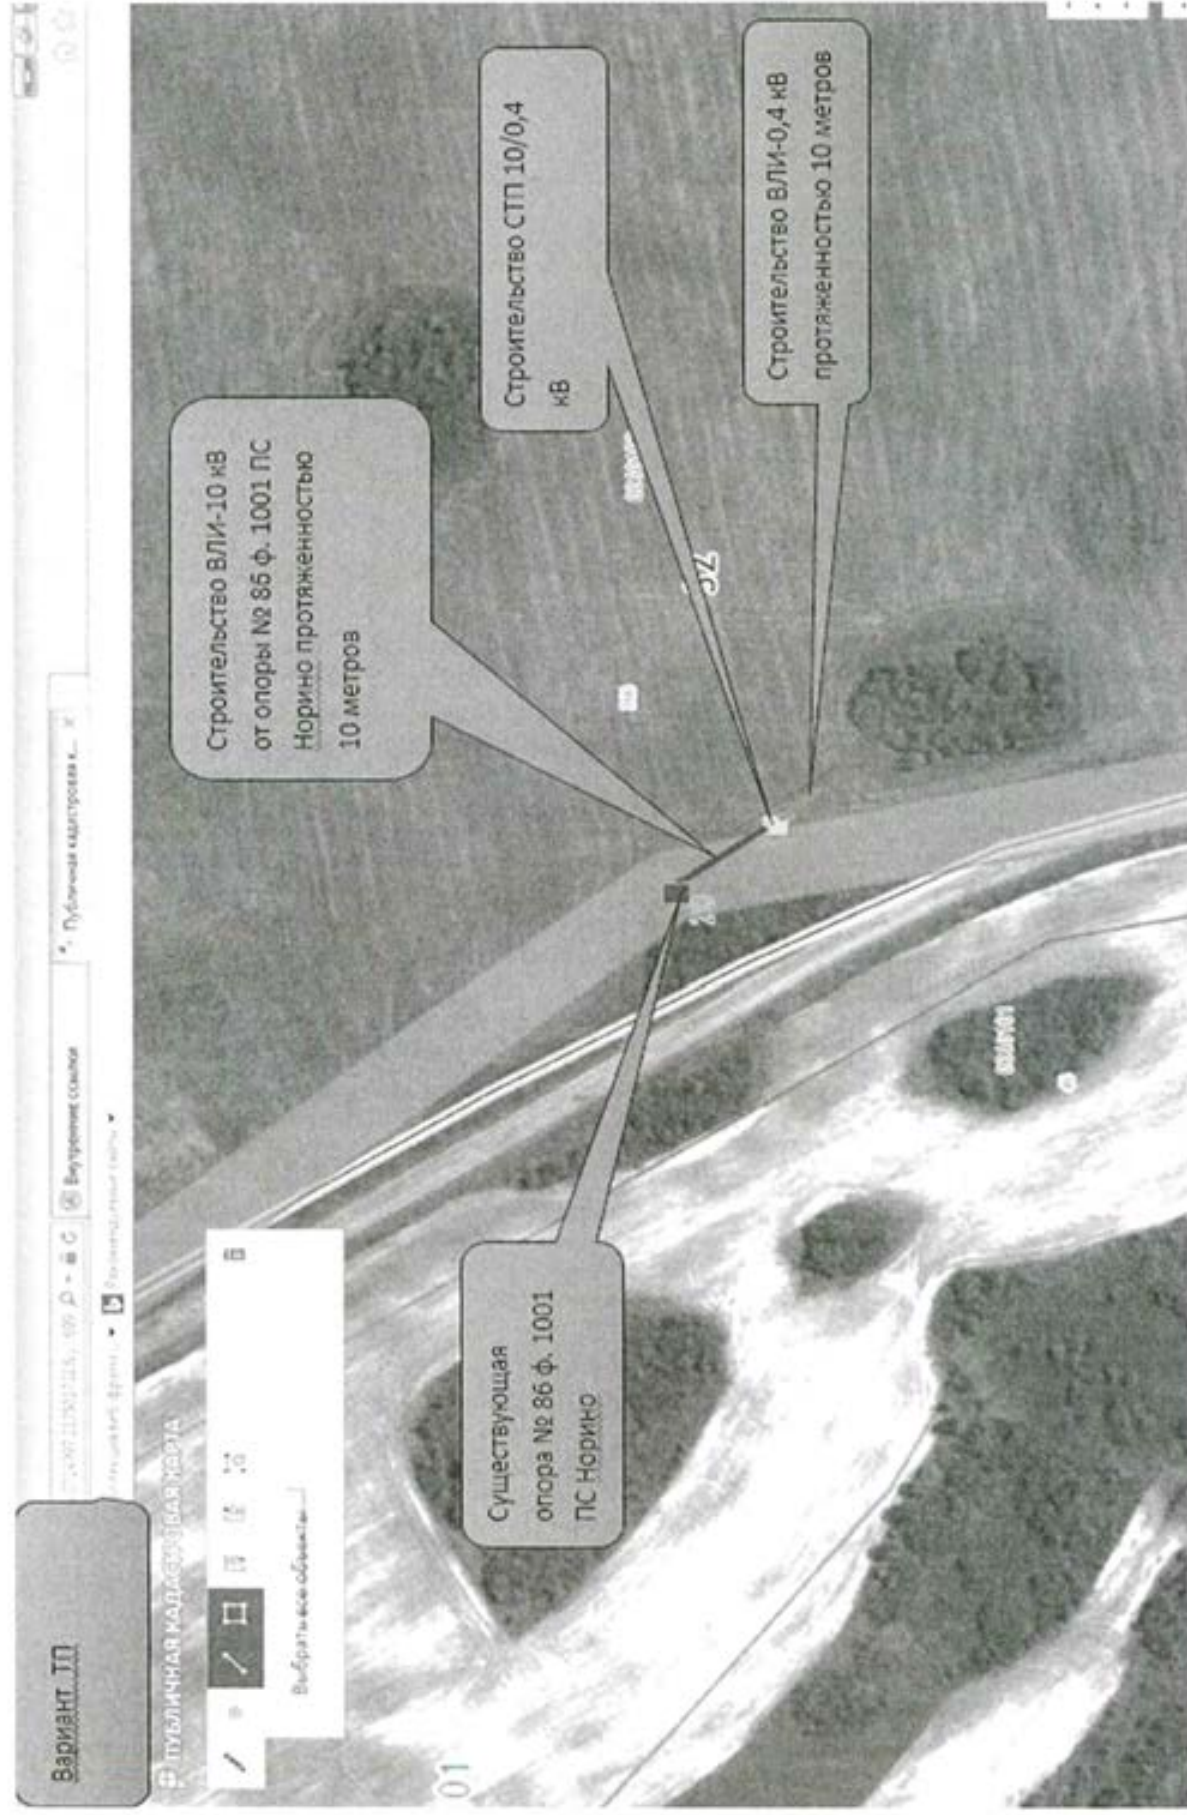 Вариант ТП
Публичная кадастровая к...
Внутренние ссылки
ПУБЛИЧНАЯ КАДАСТРОВАЯ КАРТА
Выбрать все объекты
Строительство ВЛИ-10 кВ
от опоры № 86 ф. 1001 ПС
Норино протяженностью
10 метров
Строительство СТП 10/0,4
кВ
Строительство ВЛИ-0,4 кВ
протяженностью 10 метров
Существующая
опора № 86 ф. 1001
ПС Норино
01